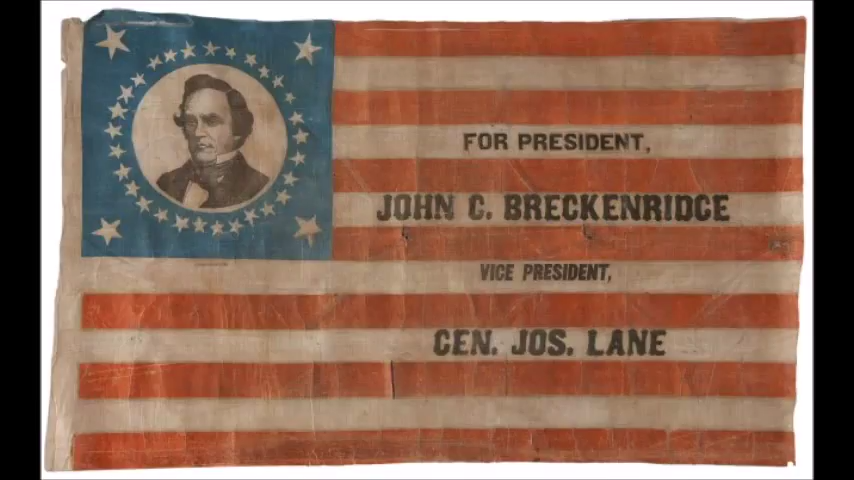 FOR PRESIDENT,
JOHN C. BRECKENRIDGE
VICE PRESIDENT,
GEN. JOS. LANE